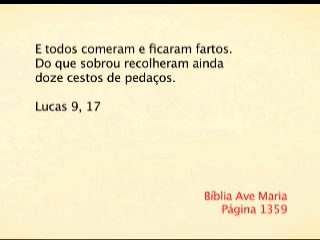 E todos comeram e ficaram fartos.
Do que sobrou recolheram ainda
doze cestos de pedaços.
Lucas 9, 17
Bíblia Ave Maria
Página 1359